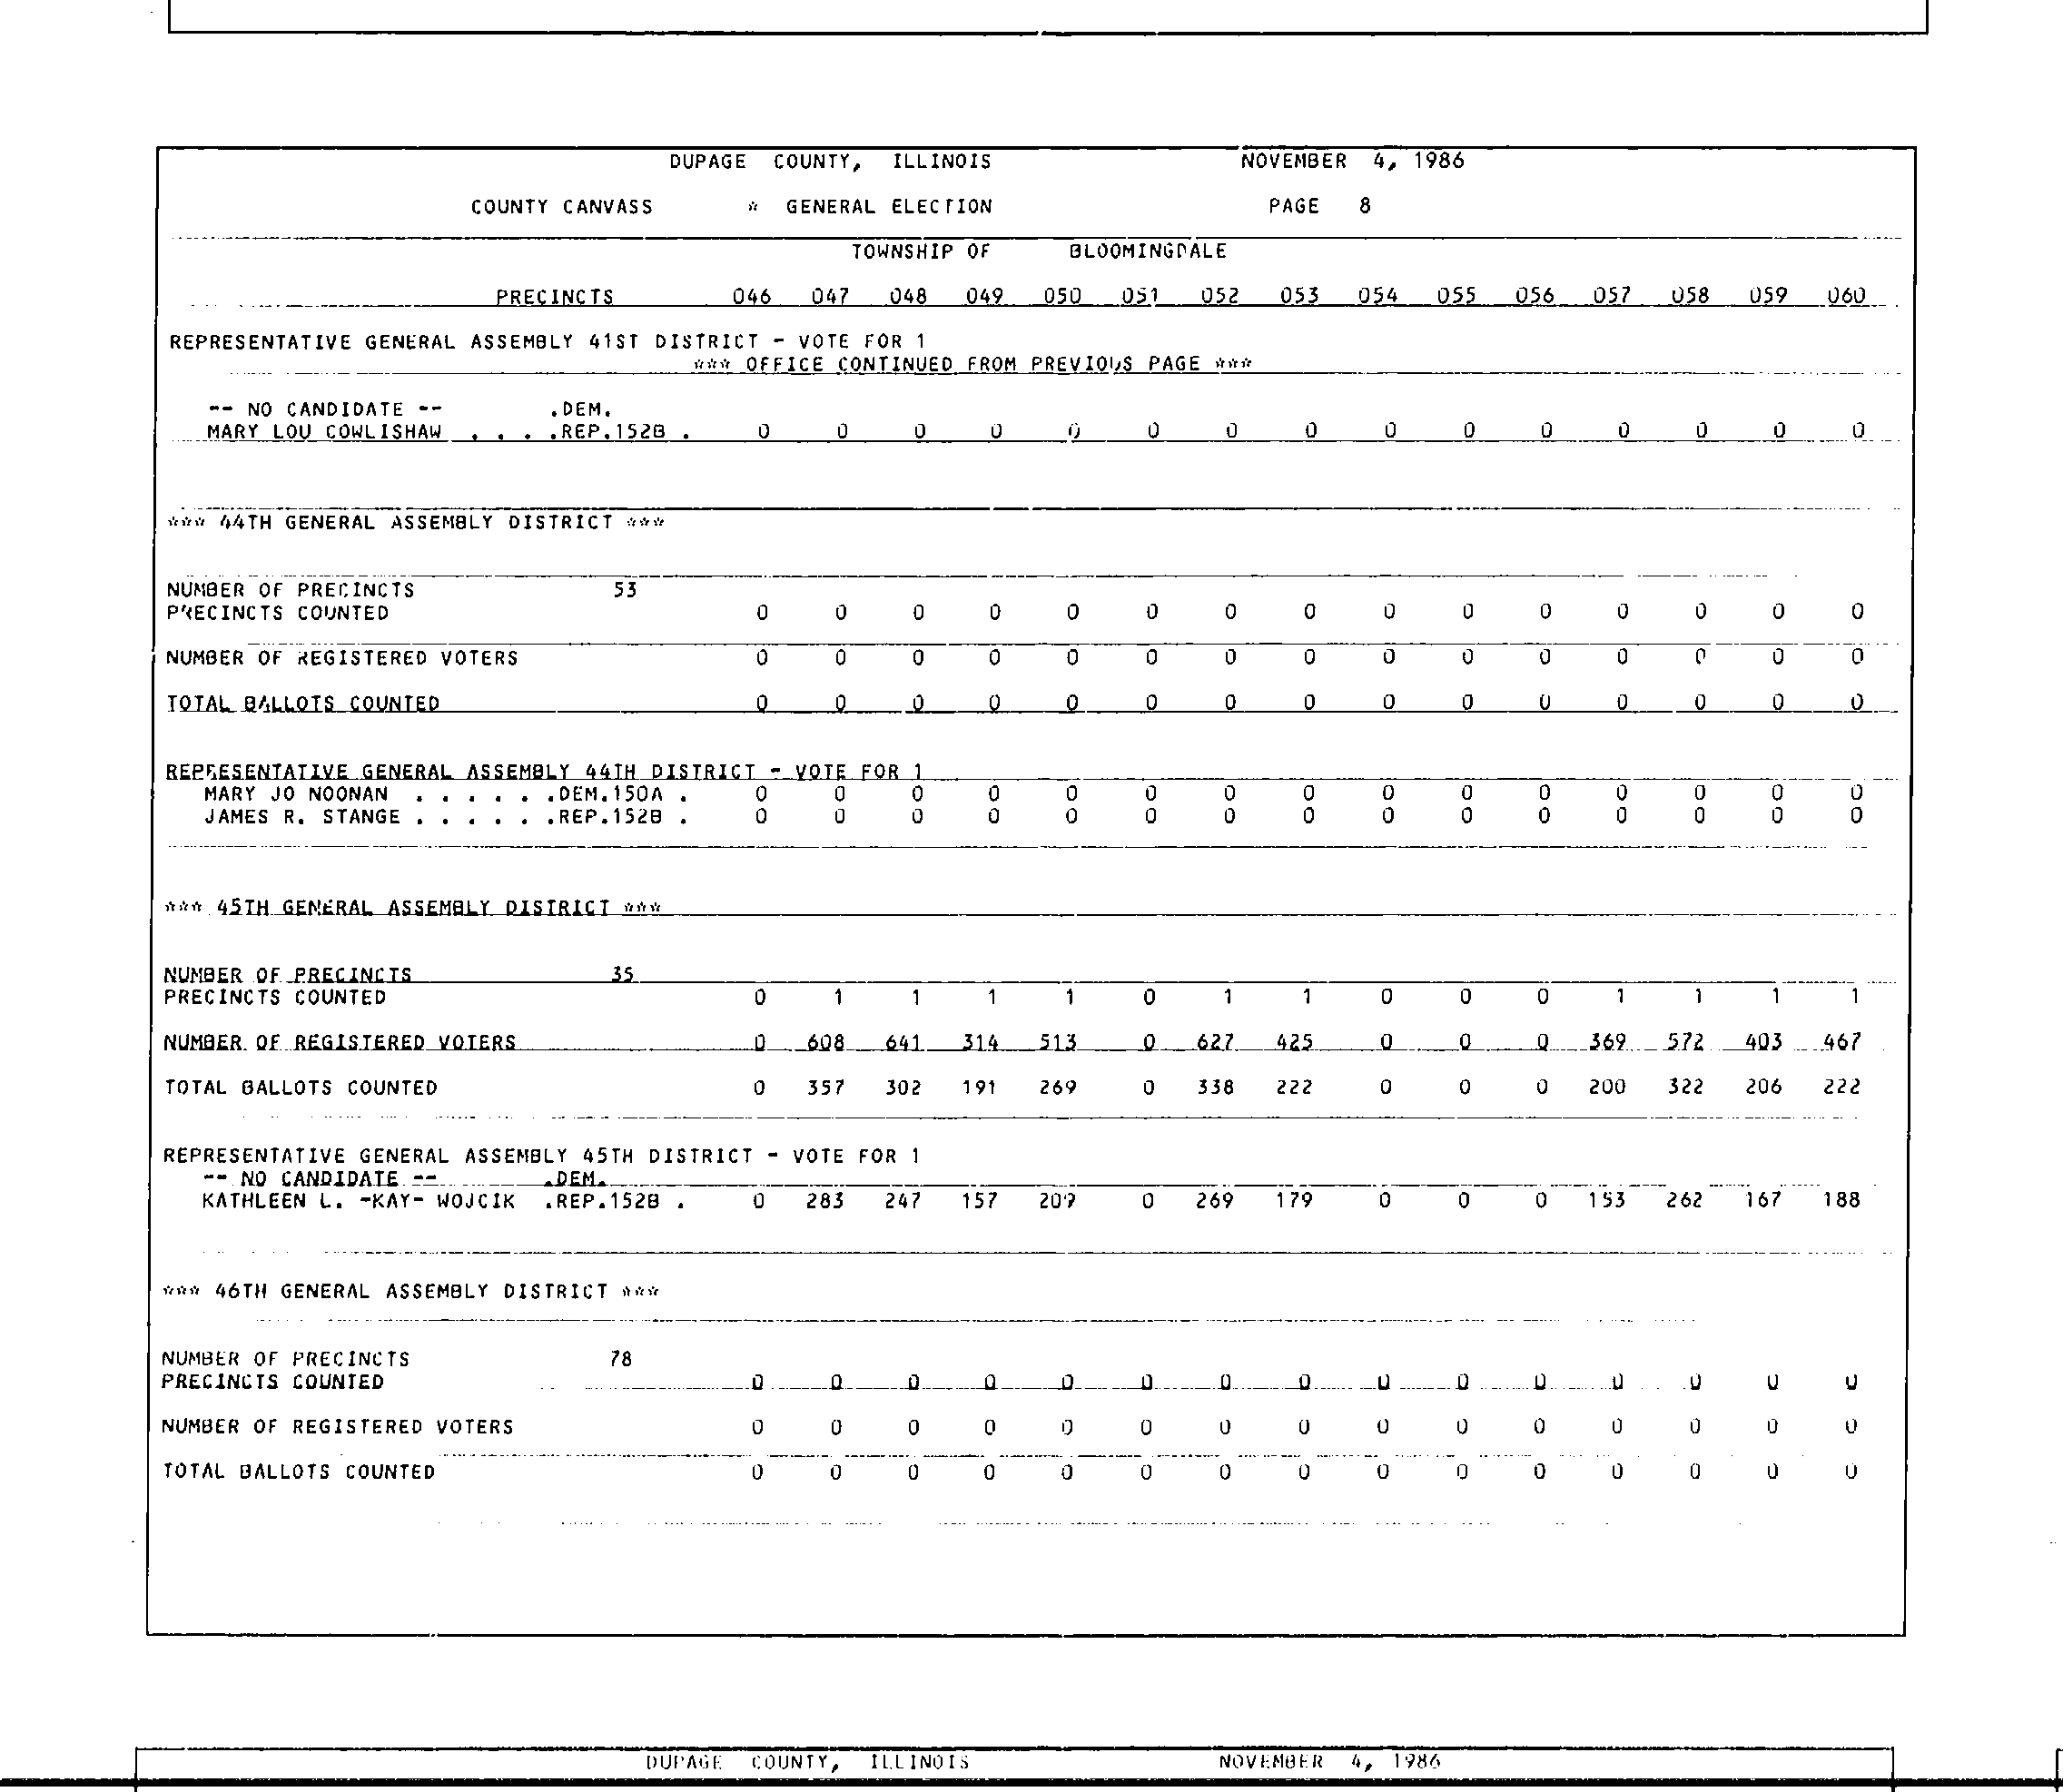 DUPAGE COUNTY, ILLINOIS NOVEMBER 4, 1986
COUNTY CANVASS * GENERAL ELECTION PAGE 8
TOWNSHIP OF BLOOMINGDALE
PRECINCTS 046 047 048 049 050 051 052 053 054 055 056 057 058 059 060
REPRESENTATIVE GENERAL ASSEMBLY 41ST DISTRICT - VOTE FOR 1
*** OFFICE CONTINUED FROM PREVIOUS PAGE ***
-- NO CANDIDATE -- .DEM.
MARY LOU COWLISHAW . . . .REP.152B . 0 0 0 0 0 0 0 0 0 0 0 0 0 0 0
*** 44TH GENERAL ASSEMBLY DISTRICT ***
NUMBER OF PRECINCTS 53
PRECINCTS COUNTED 0 0 0 0 0 0 0 0 0 0 0 0 0 0 0
NUMBER OF REGISTERED VOTERS 0 0 0 0 0 0 0 0 0 0 0 0 0 0 0
TOTAL BALLOTS COUNTED 0 0 0 0 0 0 0 0 0 0 0 0 0 0 0
REPRESENTATIVE GENERAL ASSEMBLY 44TH DISTRICT - VOTE FOR 1
MARY JO NOONAN . . . . . .DEM.150A . 0 0 0 0 0 0 0 0 0 0 0 0 0 0 0
JAMES R. STANGE . . . . . .REP.152B . 0 0 0 0 0 0 0 0 0 0 0 0 0 0 0
*** 45TH GENERAL ASSEMBLY DISTRICT ***
NUMBER OF PRECINCTS 35
PRECINCTS COUNTED 0 1 1 1 1 0 1 1 0 0 0 1 1 1 1
NUMBER OF REGISTERED VOTERS 0 608 641 314 513 0 627 425 0 0 0 369 572 403 467
TOTAL BALLOTS COUNTED 0 357 302 191 269 0 338 222 0 0 0 200 322 206 222
REPRESENTATIVE GENERAL ASSEMBLY 45TH DISTRICT - VOTE FOR 1
-- NO CANDIDATE -- .DEM.
KATHLEEN L. -KAY- WOJCIK .REP.152B . 0 283 247 157 209 0 269 179 0 0 0 153 262 167 188
*** 46TH GENERAL ASSEMBLY DISTRICT ***
NUMBER OF PRECINCTS 78
PRECINCTS COUNTED 0 0 0 0 0 0 0 0 0 0 0 0 0 0 0
NUMBER OF REGISTERED VOTERS 0 0 0 0 0 0 0 0 0 0 0 0 0 0 0
TOTAL BALLOTS COUNTED 0 0 0 0 0 0 0 0 0 0 0 0 0 0 0
DUPAGE COUNTY, ILLINOIS NOVEMBER 4, 1986